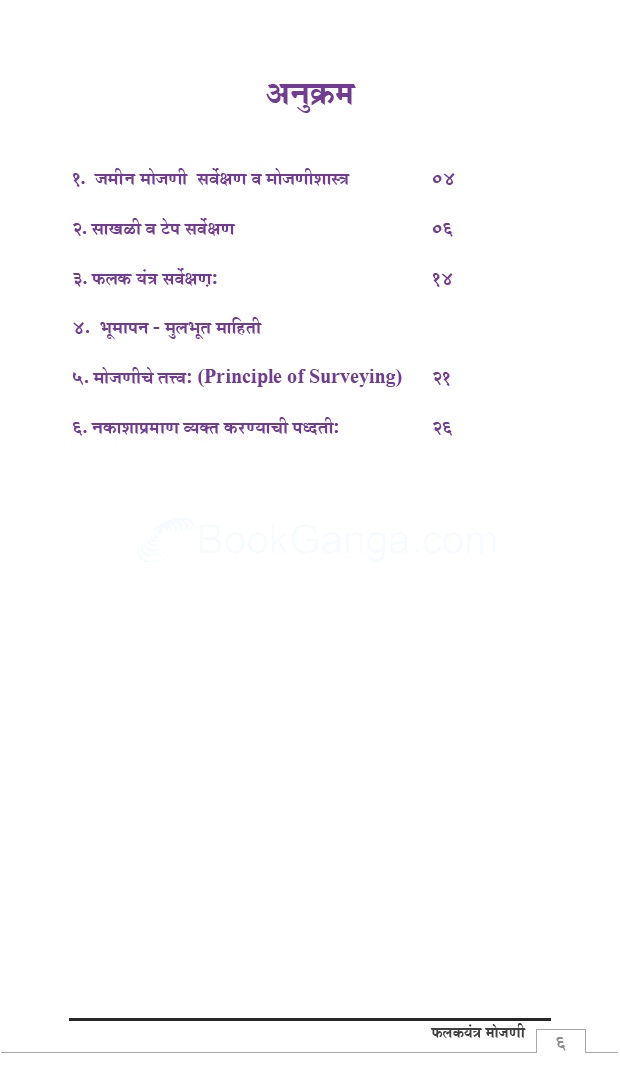 अनुक्रम
१. जमीन मोजणी सर्वेक्षण व मोजणीशास्त्र ०४
२. साखळी व टेप सर्वेक्षण ०६
३. फलक यंत्र सर्वेक्षण़: १४
४. भूमापन - मुलभूत माहिती
५. मोजणीचे तत्त्व: (Principle of Surveying) २१
६. नकाशाप्रमाण व्यक्त करण्याची पध्दती: २६
BookGanga.com
फलकयंत्र मोजणी
६